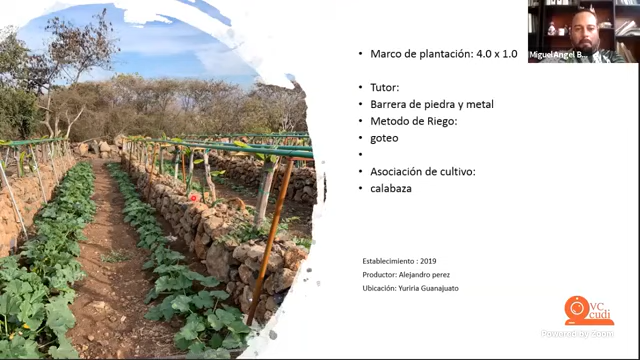 • Marco de plantación: 4.0 x 1.0
• Tutor:
• Barrera de piedra y metal
• Metodo de Riego:
• goteo
•
• Asociación de cultivo:
• calabaza
Establecimiento : 2019
Productor: Alejandro perez
Ubicación: Yuriria Guanajuato
Miguel Angel B...
VC
cudi
Powered by Zoom